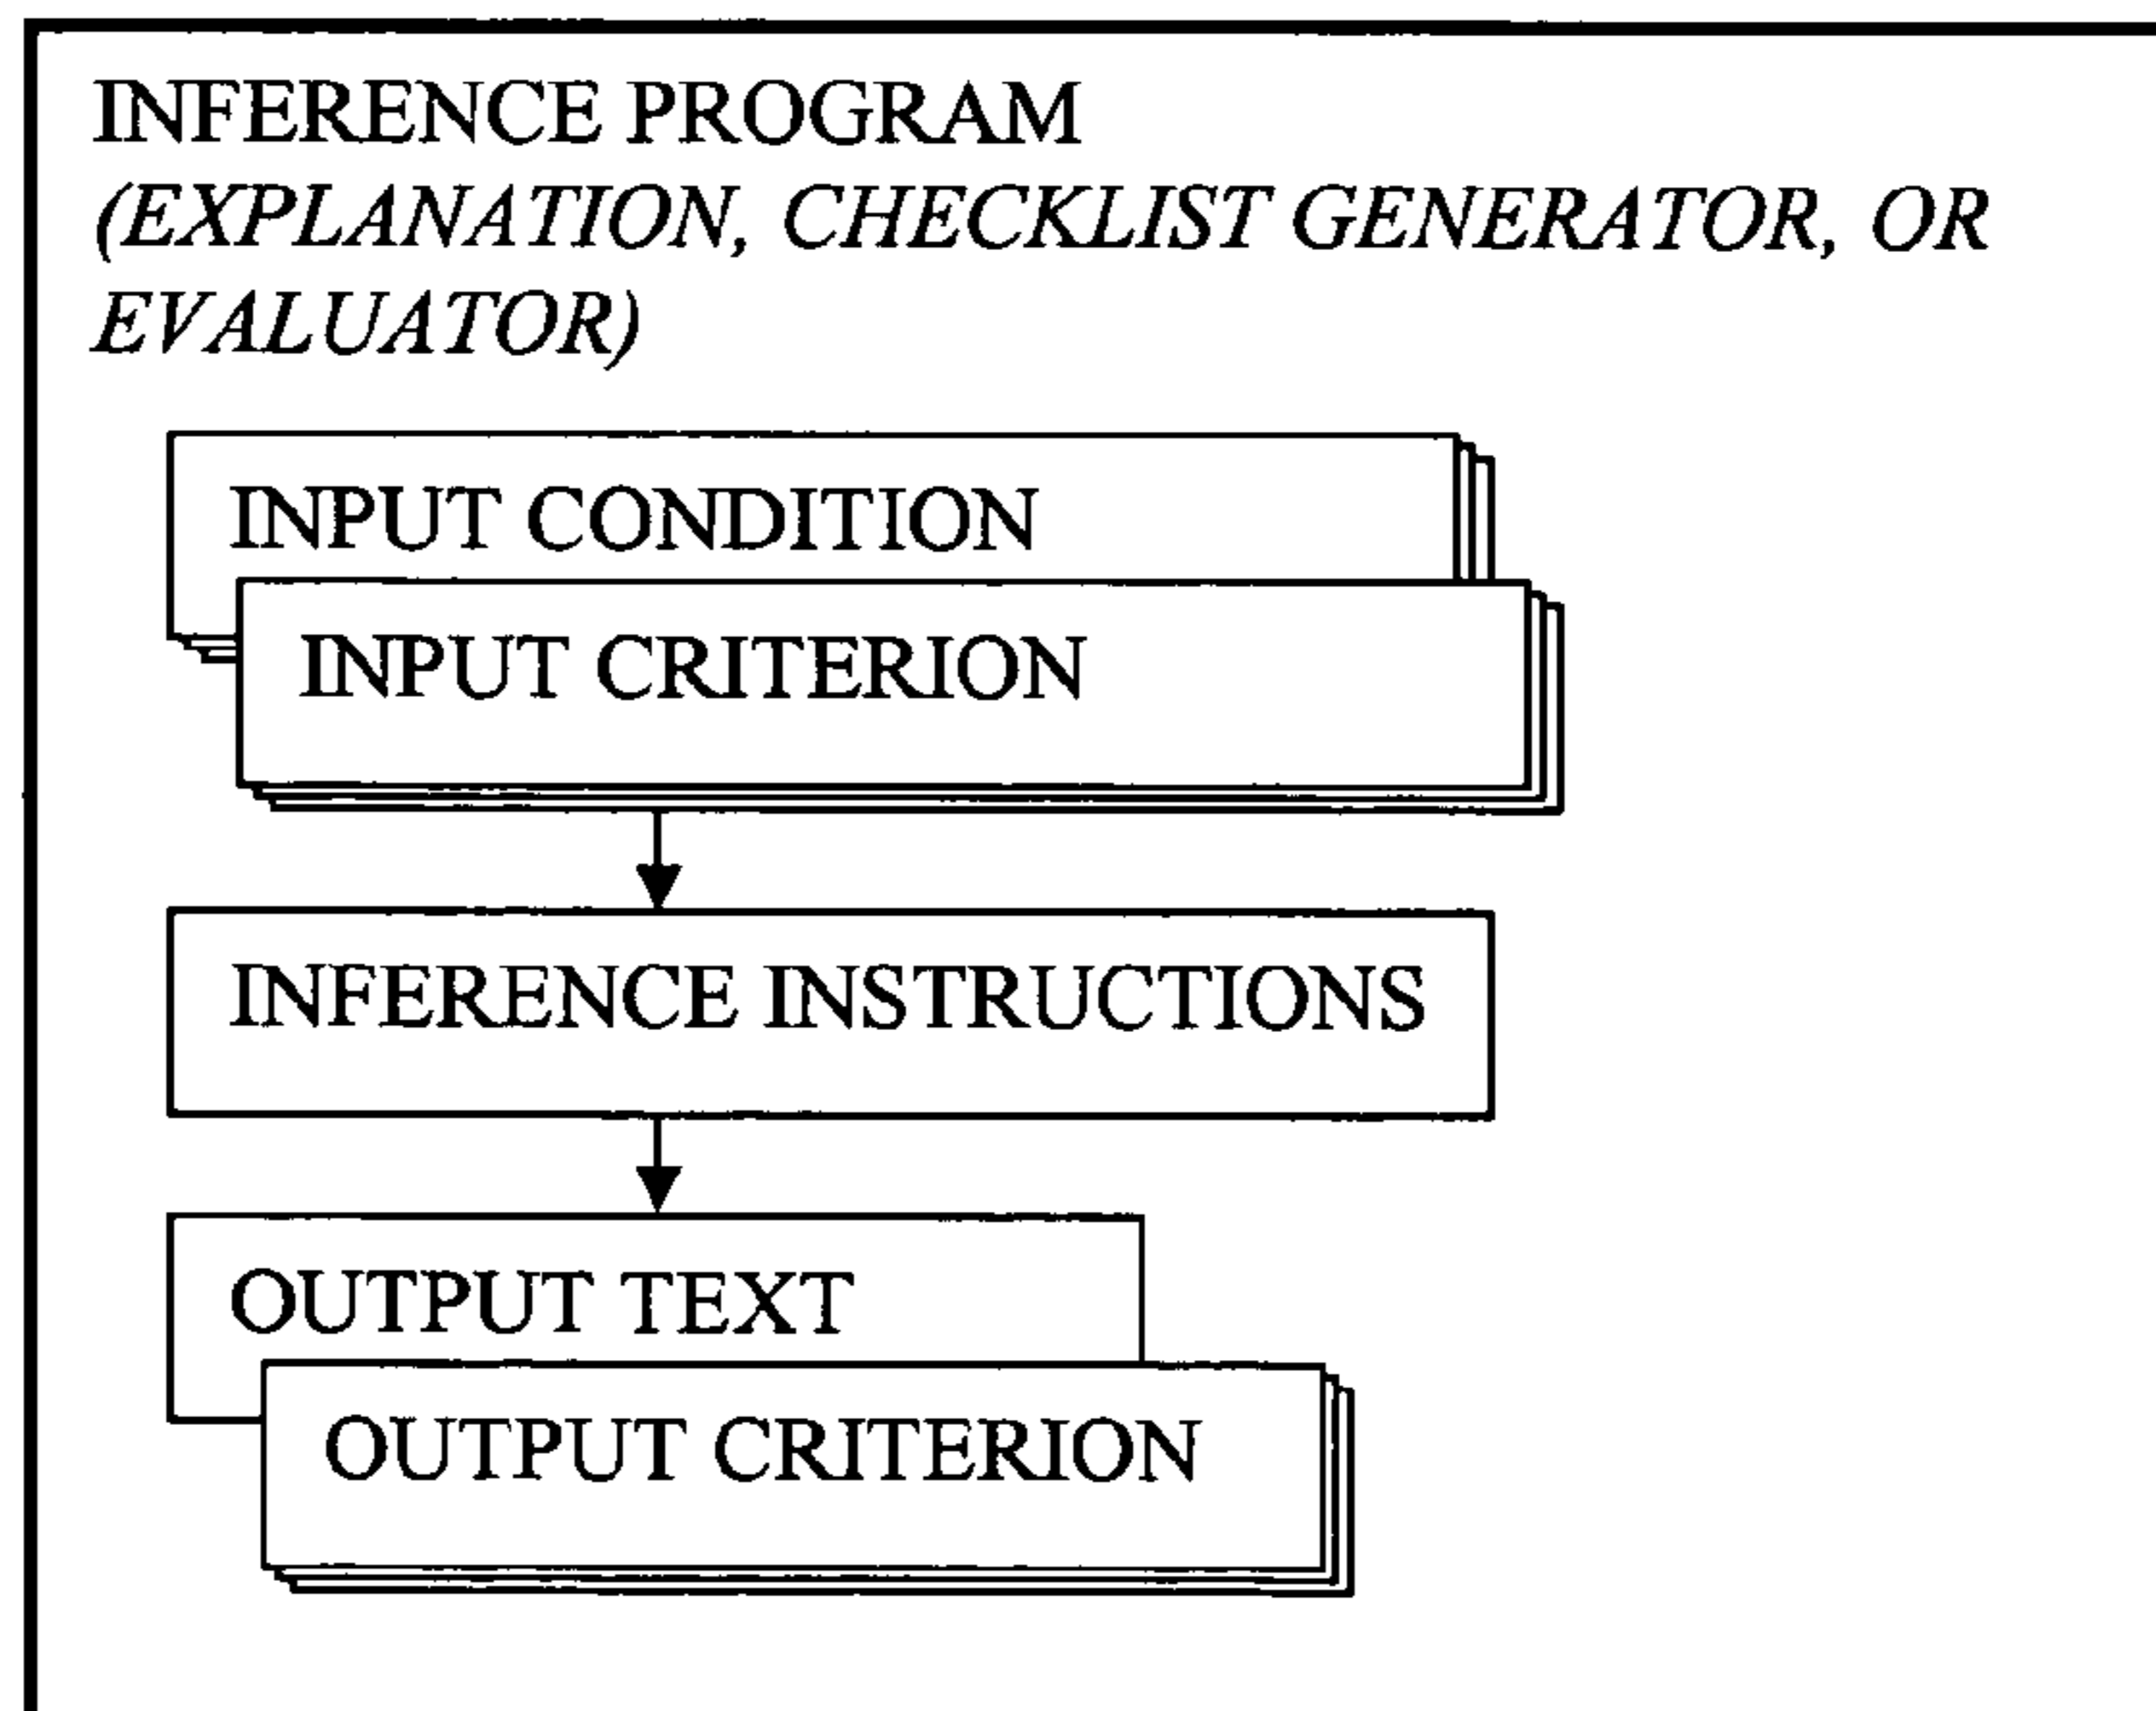 INFERENCE PROGRAM
(EXPLANATION, CHECKLIST GENERATOR, OR
EVALUATOR)
INPUT CONDITION
INPUT CRITERION
INFERENCE INSTRUCTIONS
OUTPUT TEXT
OUTPUT CRITERION